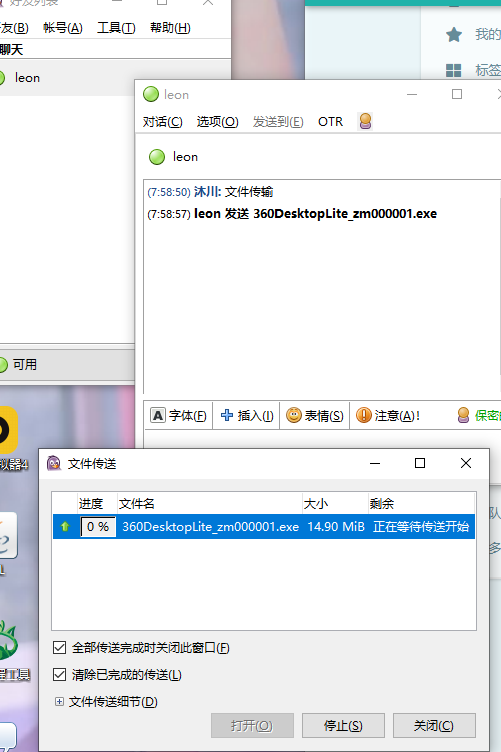 好友列表
友(B) 帐号(A) 工具(T) 帮助(H)
聊天
leon
我的
标签
leon
对话(C) 选项(O) 发送到(E) OTR
leon
(7:58:50) 沐川: 文件传输
(7:58:57) leon 发送 360DesktopLite_zm000001.exe
可用
A 字体(F) 插入(I) 表情(S) 注意(A)! 保密
拟器4
文件传送
进度 文件名 大小 剩余
0 % 360DesktopLite_zm000001.exe 14.90 MiB 正在等待传送开始
队
多
全部传送完成时关闭此窗口(F)
清除已完成的传送(L)
工具
文件传送细节(D)
打开(O) 停止(S) 关闭(C)